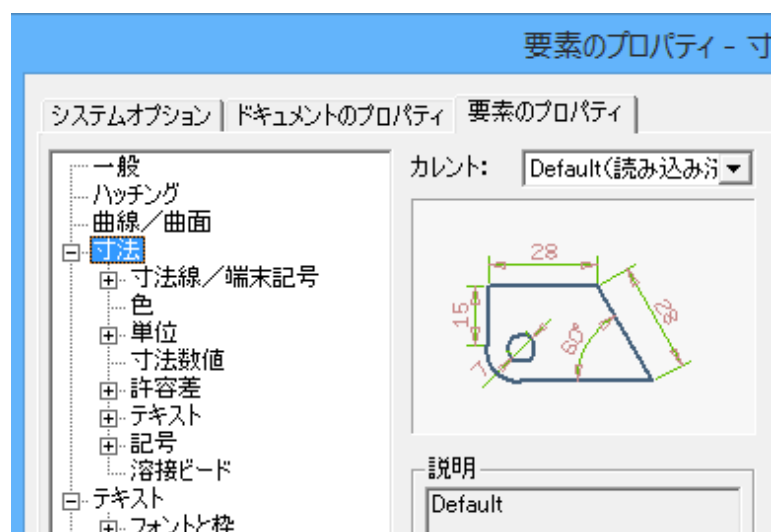 要素のプロパティ - 寸
システムオプション ドキュメントのプロパティ 要素のプロパティ
一般
ハッチング
曲線／曲面
寸法
寸法線／端末記号
色
単位
寸法数値
許容差
テキスト
記号
溶接ビード
テキスト
フォントと枠
カレント: Default(読み込み済
28
15
28
60°
7
説明
Default